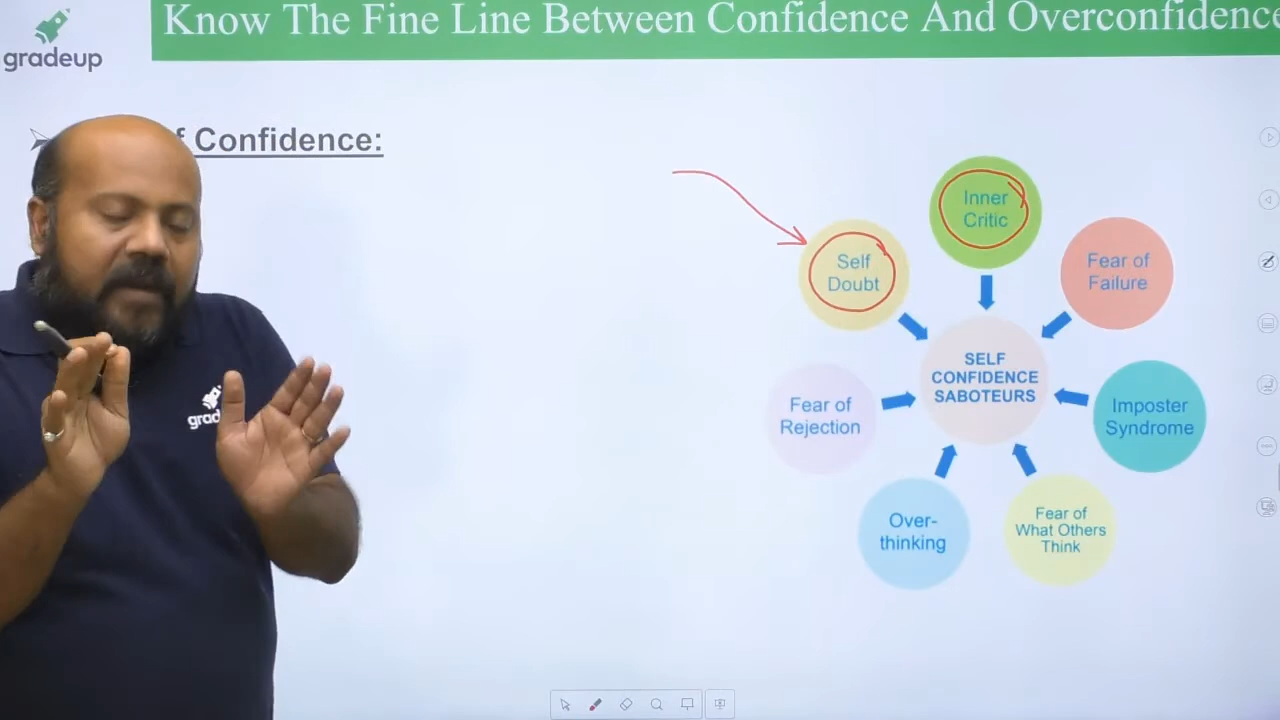 Know The Fine Line Between Confidence And Overconfidence
gradeup
f Confidence:
Inner
Critic
Self
Doubt
Fear of
Failure
SELF
CONFIDENCE
SABOTEURS
Fear of
Rejection
Imposter
Syndrome
Over-
thinking
Fear of
What Others
Think
grad